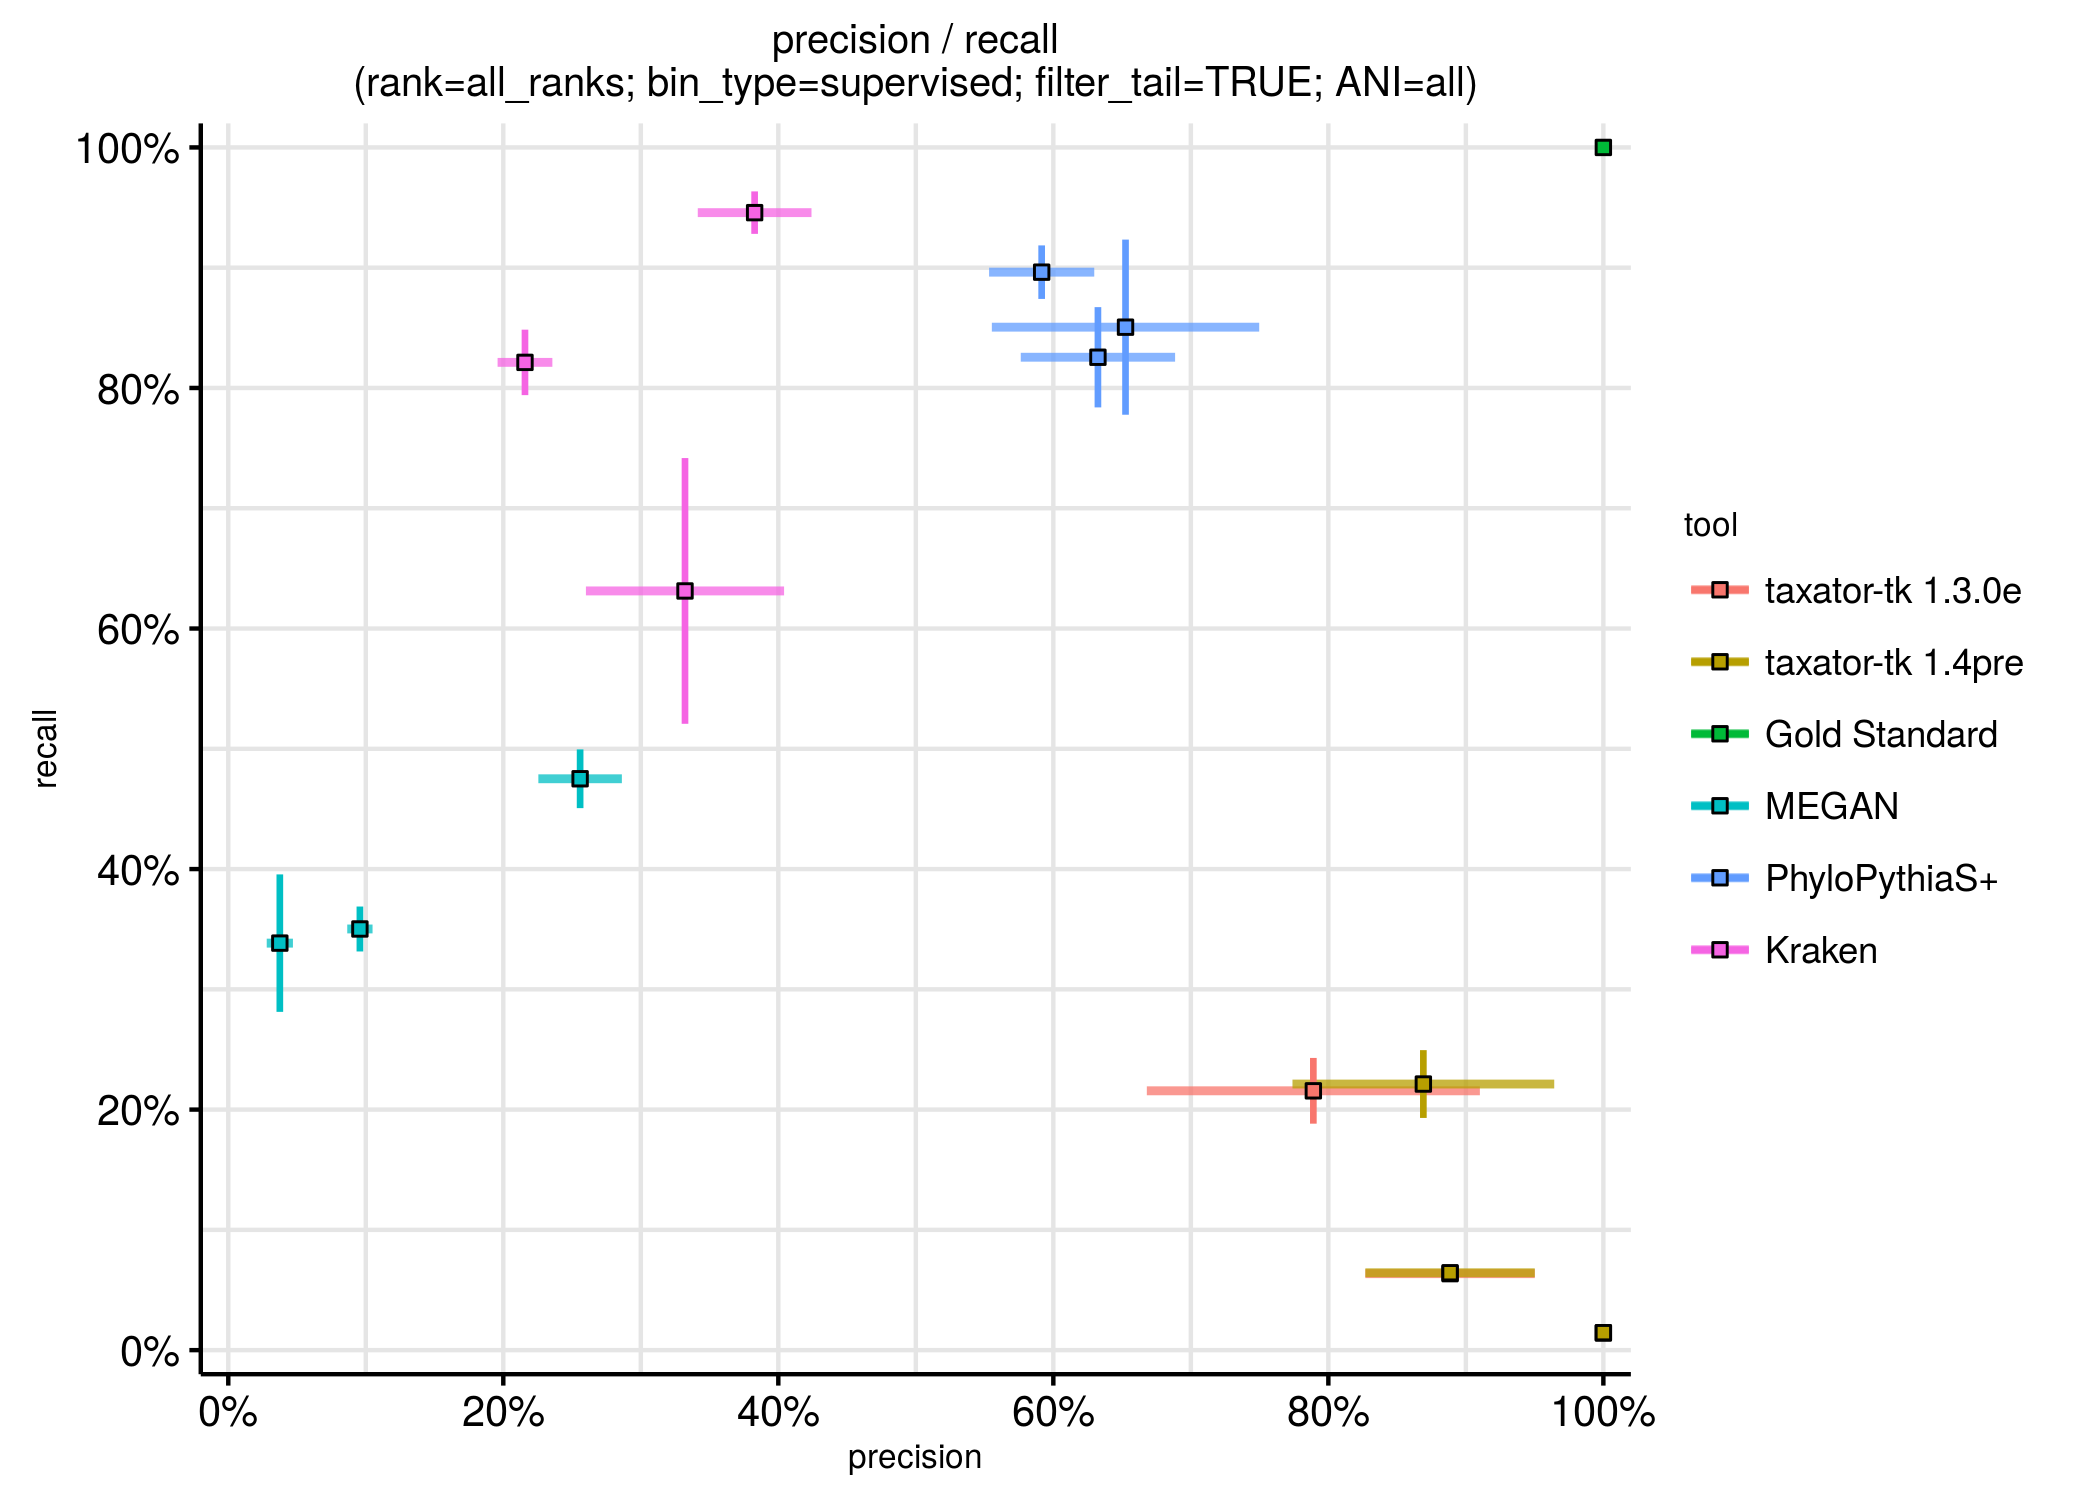 precision / recall
(rank=all_ranks; bin_type=supervised; filter_tail=TRUE; ANI=all)
100%
80%
60%
40%
20%
0%
recall
0%
20%
40%
60%
80%
100%
precision
tool
taxator-tk 1.3.0e
taxator-tk 1.4pre
Gold Standard
MEGAN
PhyloPythiaS+
Kraken